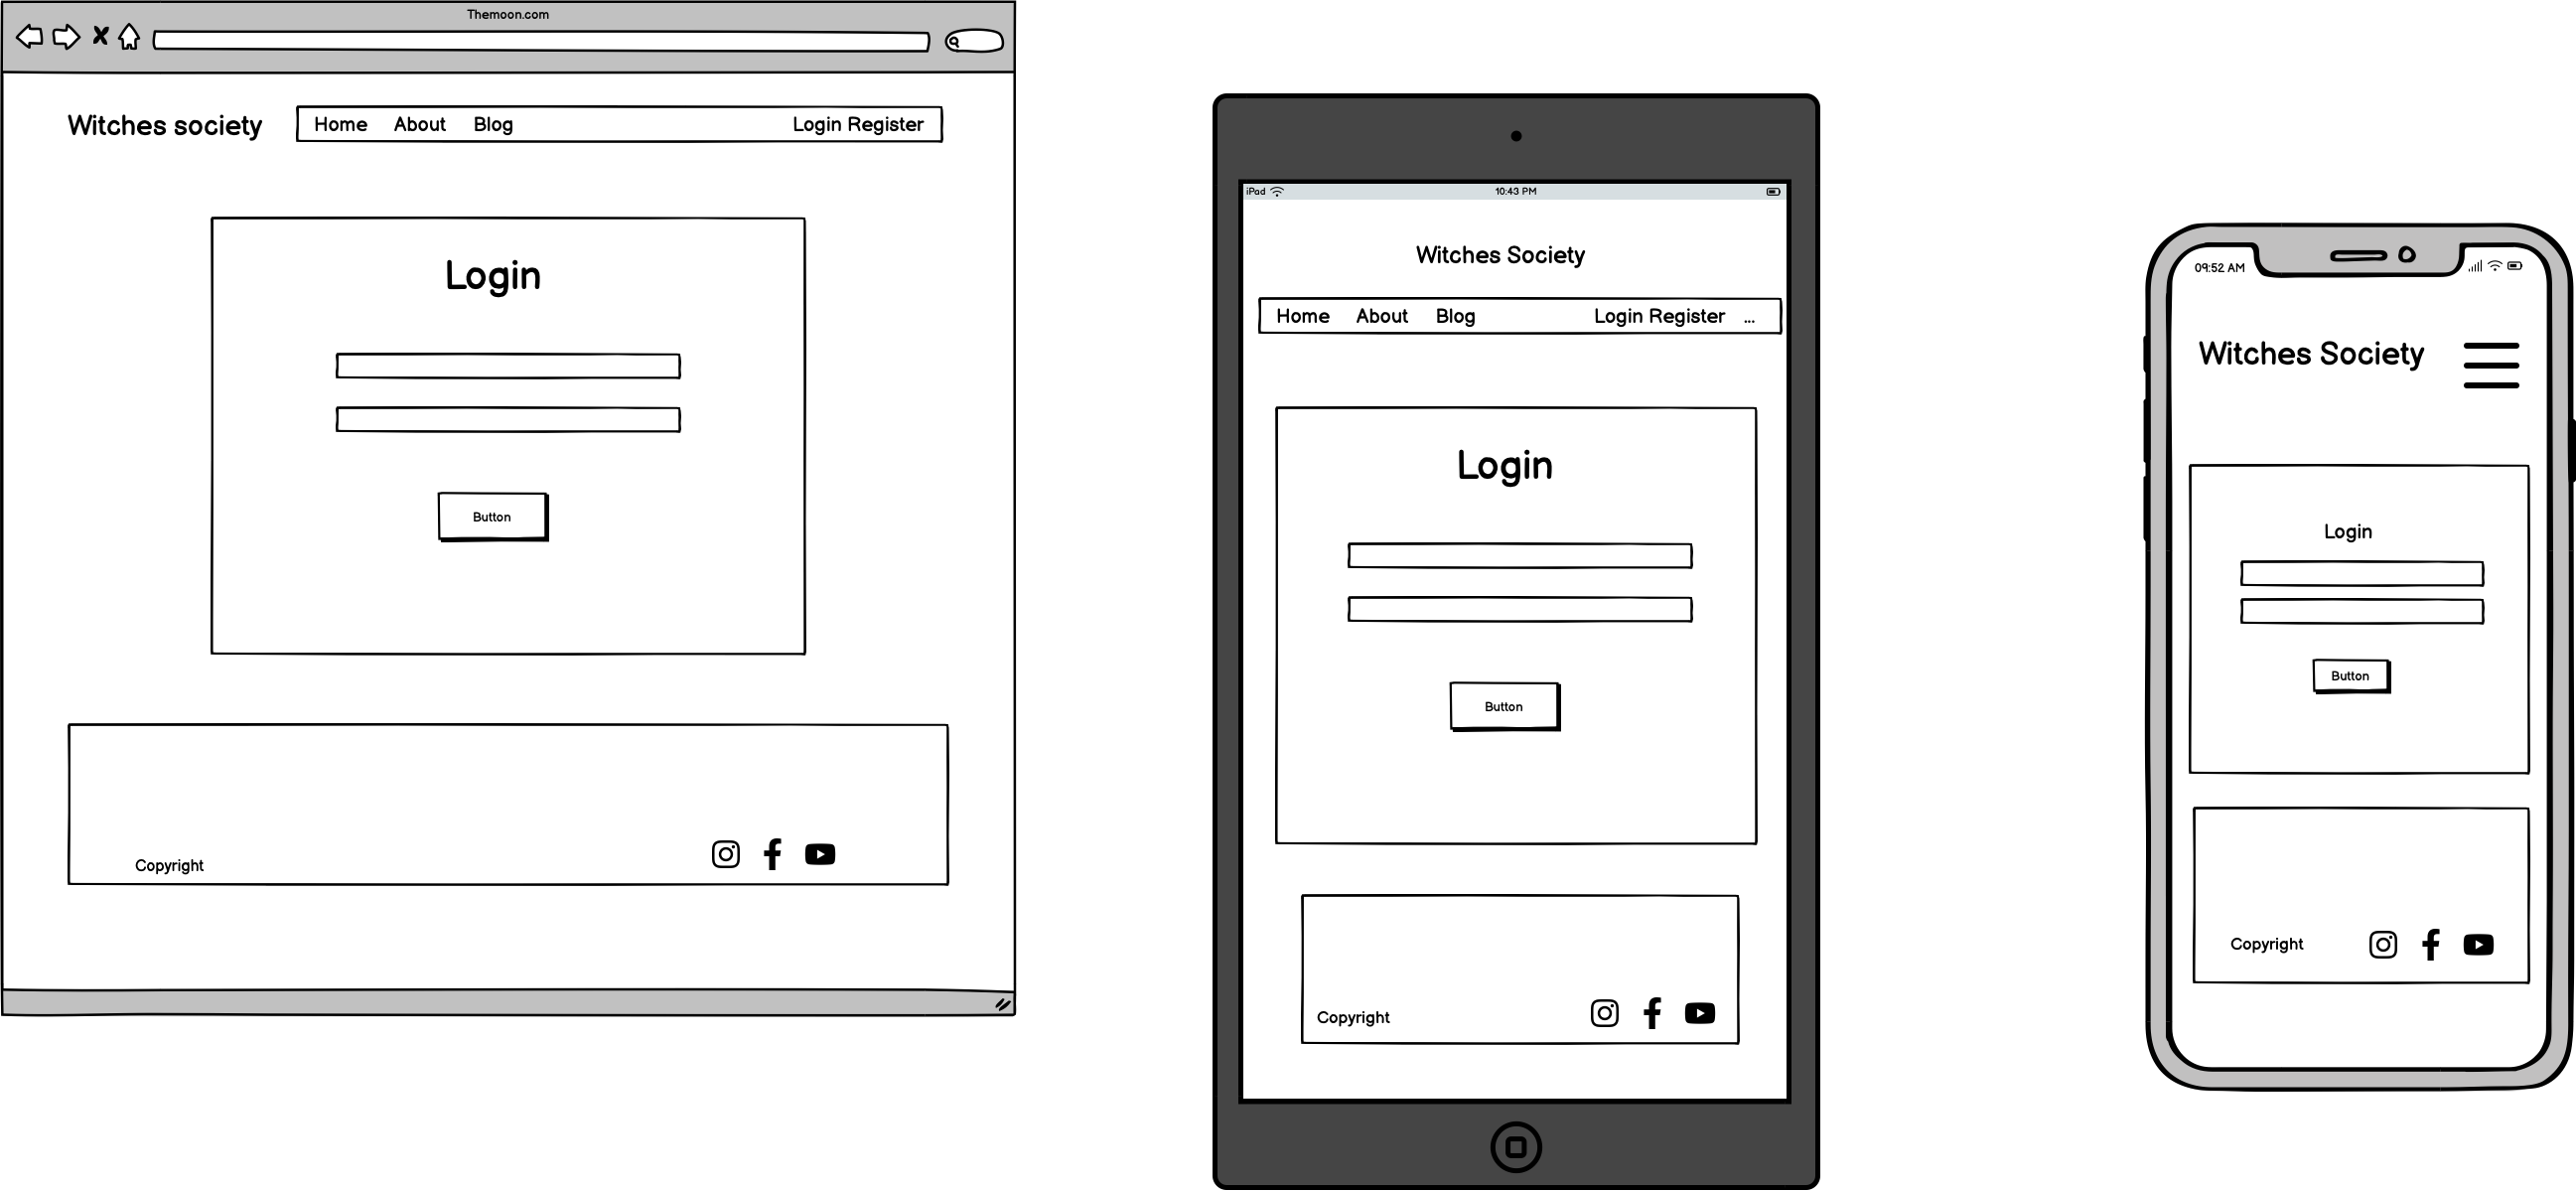 Themoon.com
Witches society
Home About Blog Login Register
Login
Button
Copyright
iPad 10:43 PM
Witches Society
Home About Blog Login Register ...
Login
Button
Copyright
09:52 AM
Witches Society
Login
Button
Copyright